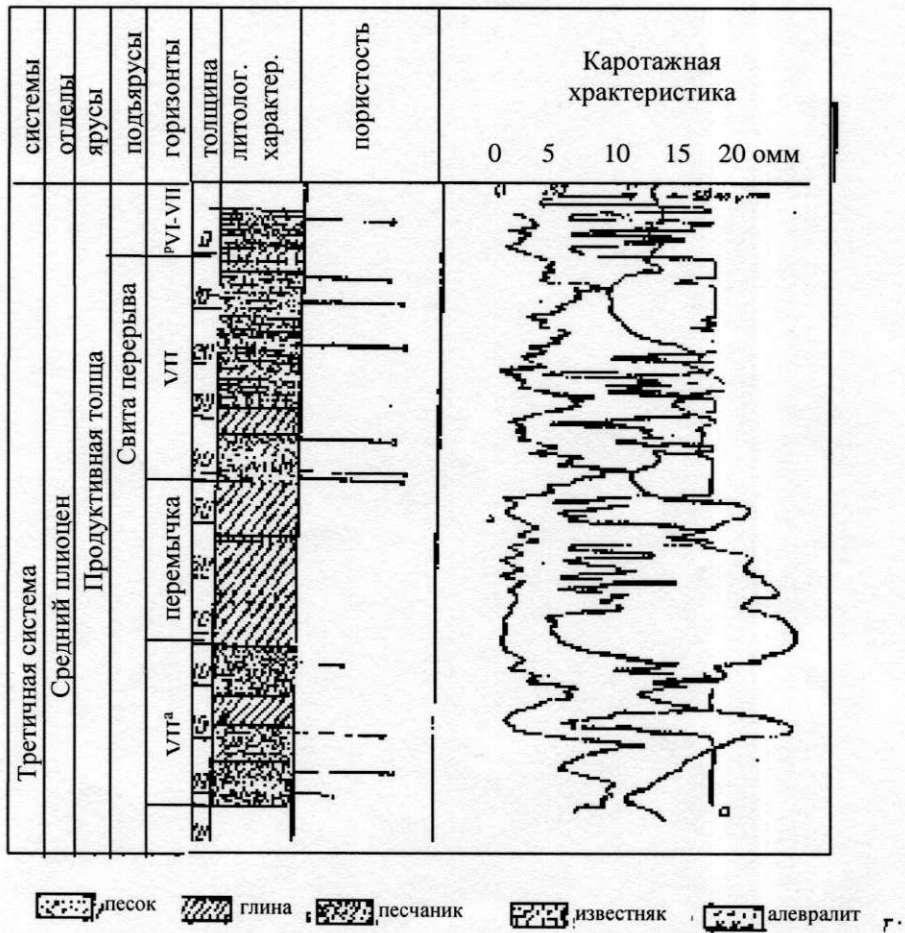 системы
отделы
ярусы
подъярусы
горизонты
толщина
литолог.
характер.
пористость
Каротажная
храктеристика
0 5 10 15 20 омм
Третичная система
Средний плиоцен
Продуктивная толща
Свита перерыва
VI-VII
VII
перемычка
VIIа
песок
глина
песчаник
известняк
алевралит